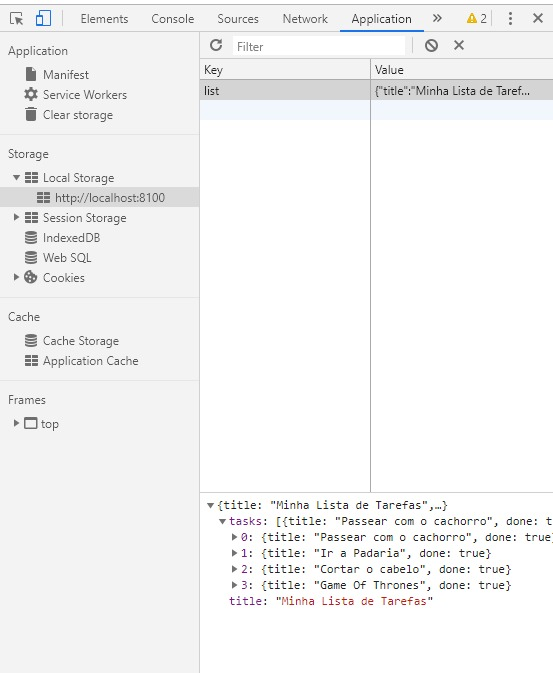 Elements Console Sources Network Application » 2
Application
Manifest
Service Workers
Clear storage
Storage
Local Storage
http://localhost:8100
Session Storage
IndexedDB
Web SQL
Cookies
Cache
Cache Storage
Application Cache
Frames
top
Filter
Key Value
list {"title":"Minha Lista de Taref...
{title: "Minha Lista de Tarefas",…}
tasks: [{title: "Passear com o cachorro", done: t
0: {title: "Passear com o cachorro", done: true}
1: {title: "Ir a Padaria", done: true}
2: {title: "Cortar o cabelo", done: true}
3: {title: "Game Of Thrones", done: true}
title: "Minha Lista de Tarefas"